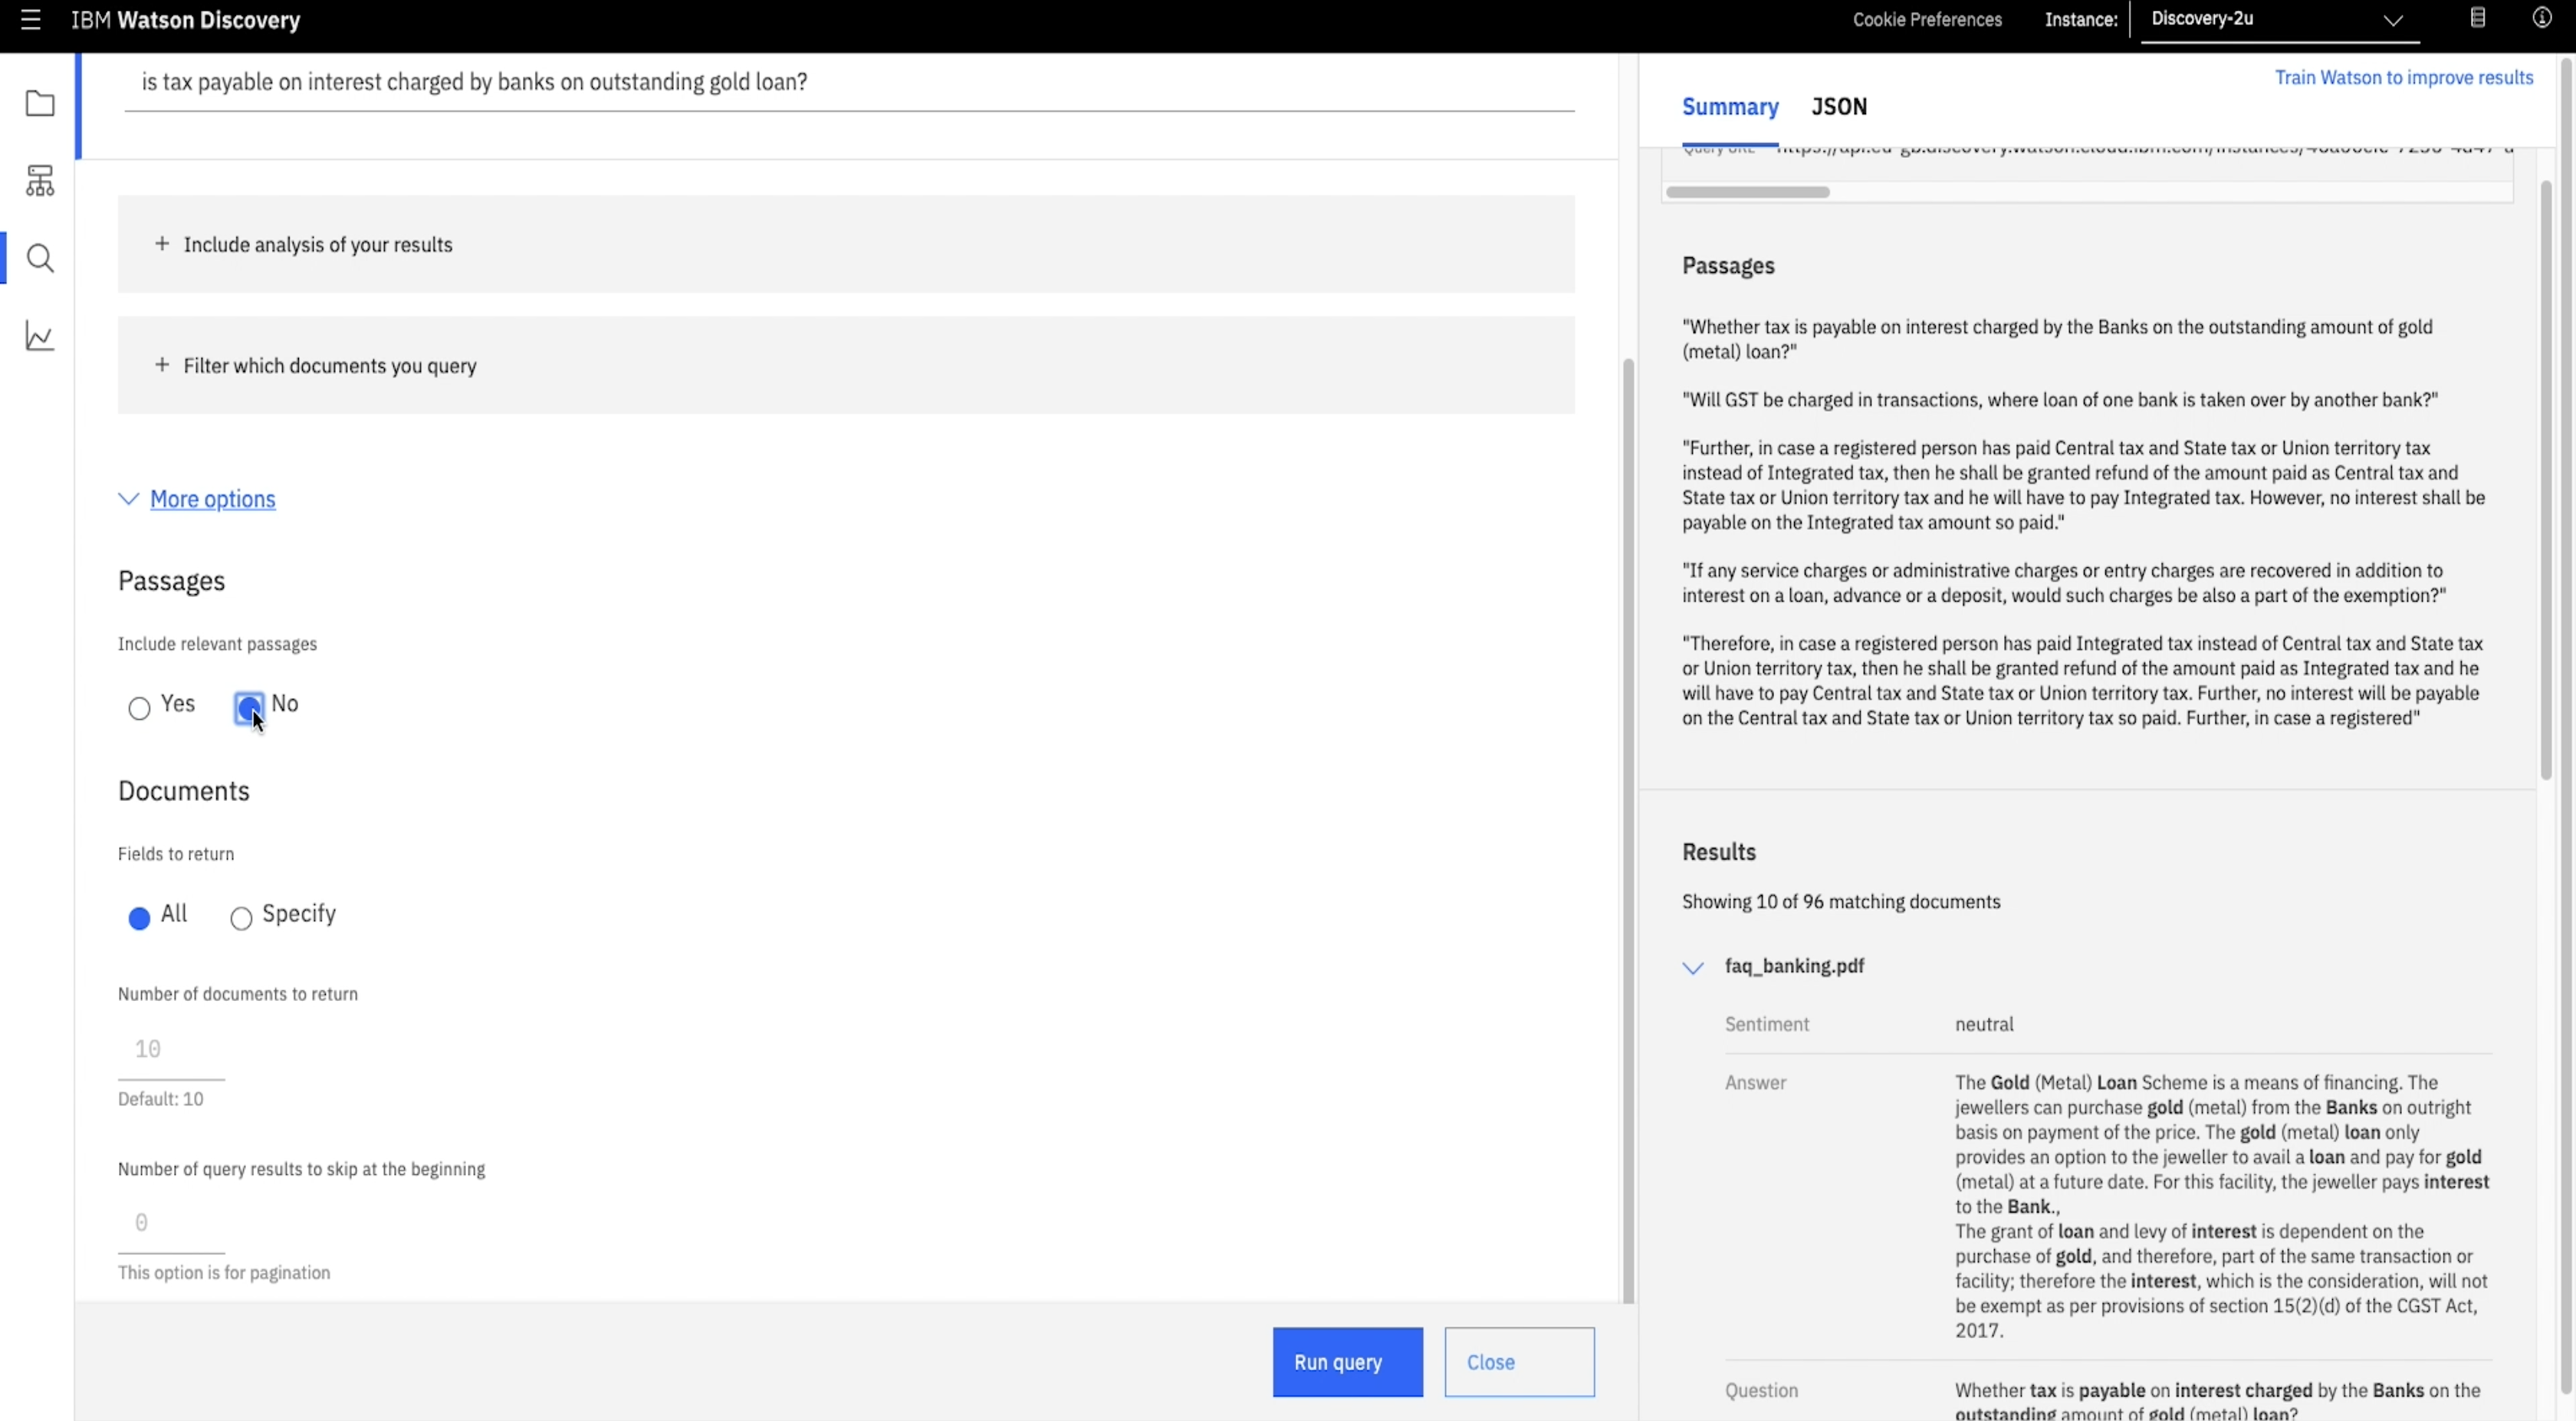 IBM Watson Discovery
Cookie Preferences
Instance:
Discovery-2u
is tax payable on interest charged by banks on outstanding gold loan?
+ Include analysis of your results
+ Filter which documents you query
More options
Passages
Include relevant passages
Yes
No
Documents
Fields to return
All
Specify
Number of documents to return
10
Default: 10
Number of query results to skip at the beginning
0
This option is for pagination
Run query
Close
Train Watson to improve results
Summary
JSON
Query URL
Passages
"Whether tax is payable on interest charged by the Banks on the outstanding amount of gold
(metal) loan?"
"Will GST be charged in transactions, where loan of one bank is taken over by another bank?"
"Further, in case a registered person has paid Central tax and State tax or Union territory tax
instead of Integrated tax, then he shall be granted refund of the amount paid as Central tax and
State tax or Union territory tax and he will have to pay Integrated tax. However, no interest shall be
payable on the Integrated tax amount so paid."
"If any service charges or administrative charges or entry charges are recovered in addition to
interest on a loan, advance or a deposit, would such charges be also a part of the exemption?"
"Therefore, in case a registered person has paid Integrated tax instead of Central tax and State tax
or Union territory tax, then he shall be granted refund of the amount paid as Integrated tax and he
will have to pay Central tax and State tax or Union territory tax. Further, no interest will be payable
on the Central tax and State tax or Union territory tax so paid. Further, in case a registered"
Results
Showing 10 of 96 matching documents
faq_banking.pdf
Sentiment
neutral
Answer
The Gold (Metal) Loan Scheme is a means of financing. The
jewellers can purchase gold (metal) from the Banks on outright
basis on payment of the price. The gold (metal) loan only
provides an option to the jeweller to avail a loan and pay for gold
(metal) at a future date. For this facility, the jeweller pays interest
to the Bank.,
The grant of loan and levy of interest is dependent on the
purchase of gold, and therefore, part of the same transaction or
facility; therefore the interest, which is the consideration, will not
be exempt as per provisions of section 15(2)(d) of the CGST Act,
2017.
Question
Whether tax is payable on interest charged by the Banks on the
outstanding amount of gold (metal) loan?